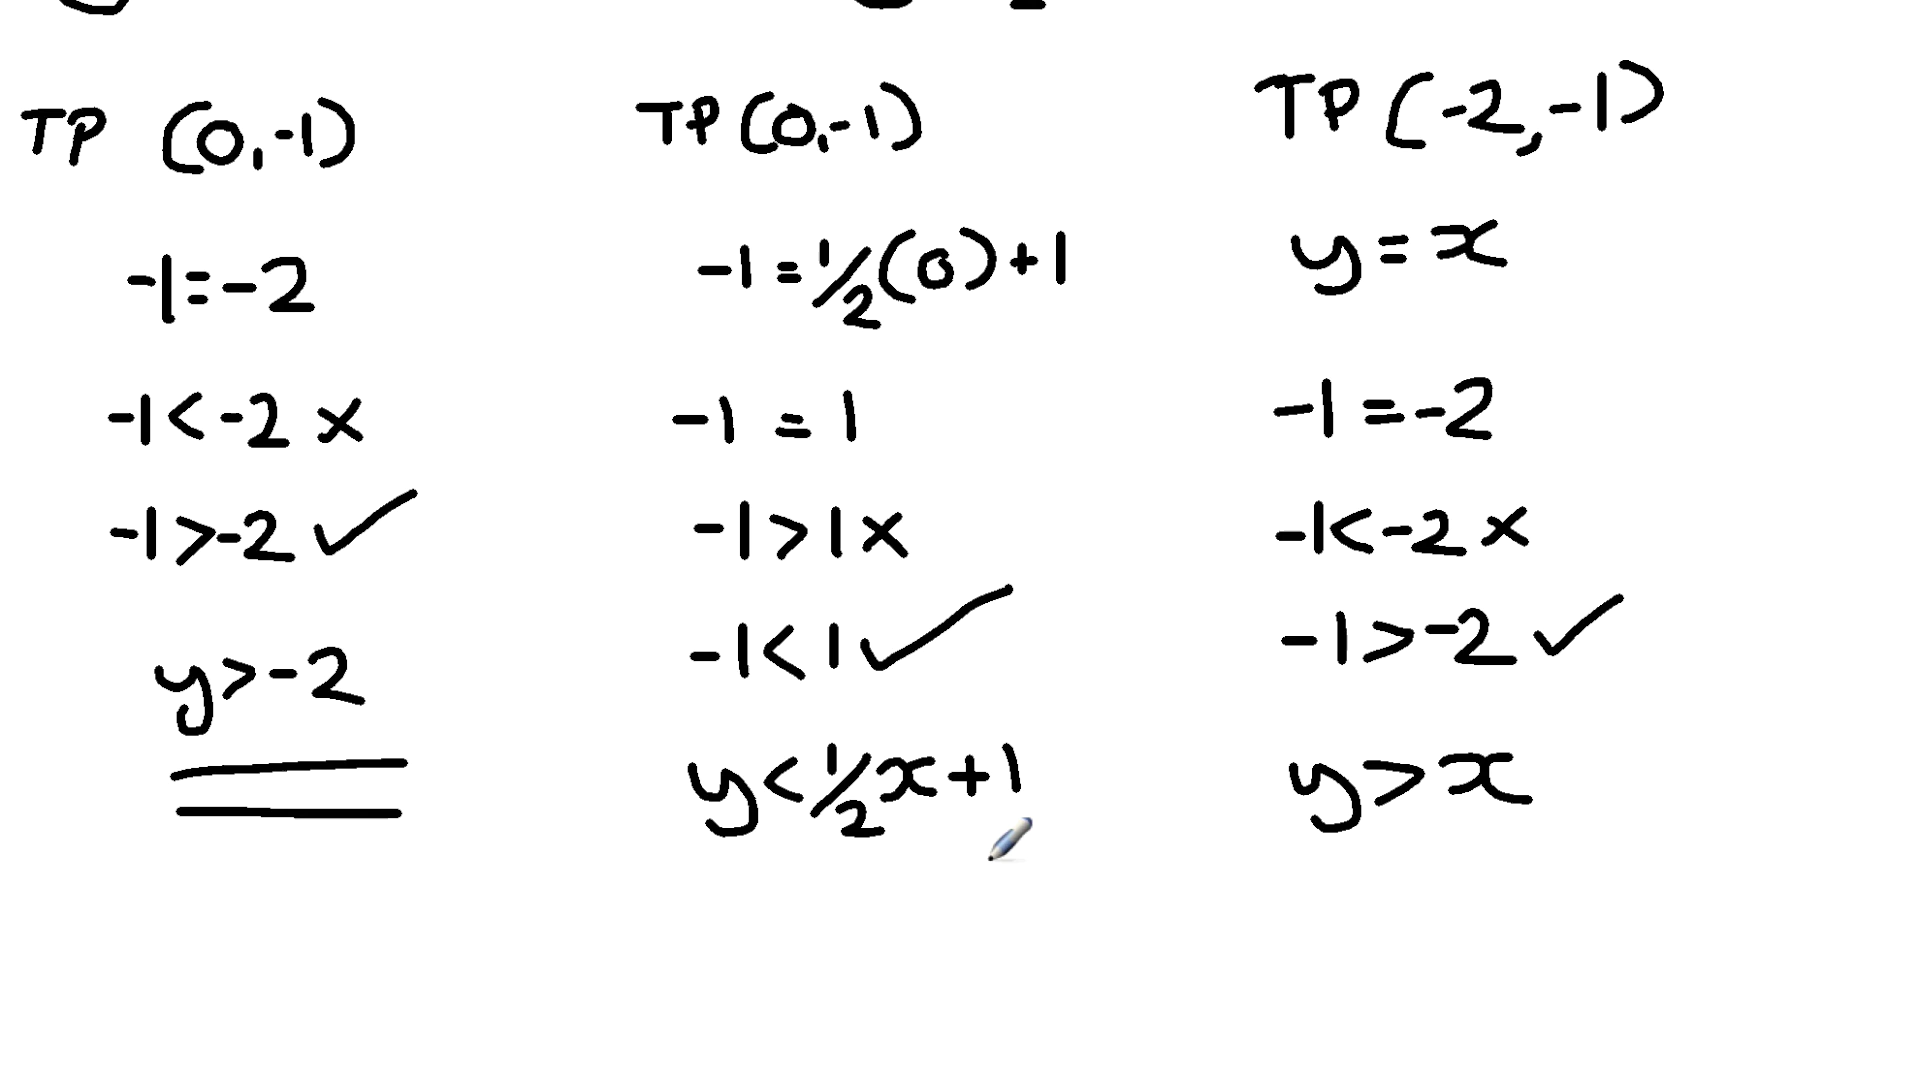 TP (0,-1)
-1=-2
-1<-2 x
-1>-2 ✓
y>-2
TP(0,-1)
-1=1/2(0)+1
-1 = 1
-1>1x
-1<1✓
y<1/2x+1
TP(-2,-1)
y=x
-1=-2
-1<-2 x
-1>-2✓
y>x